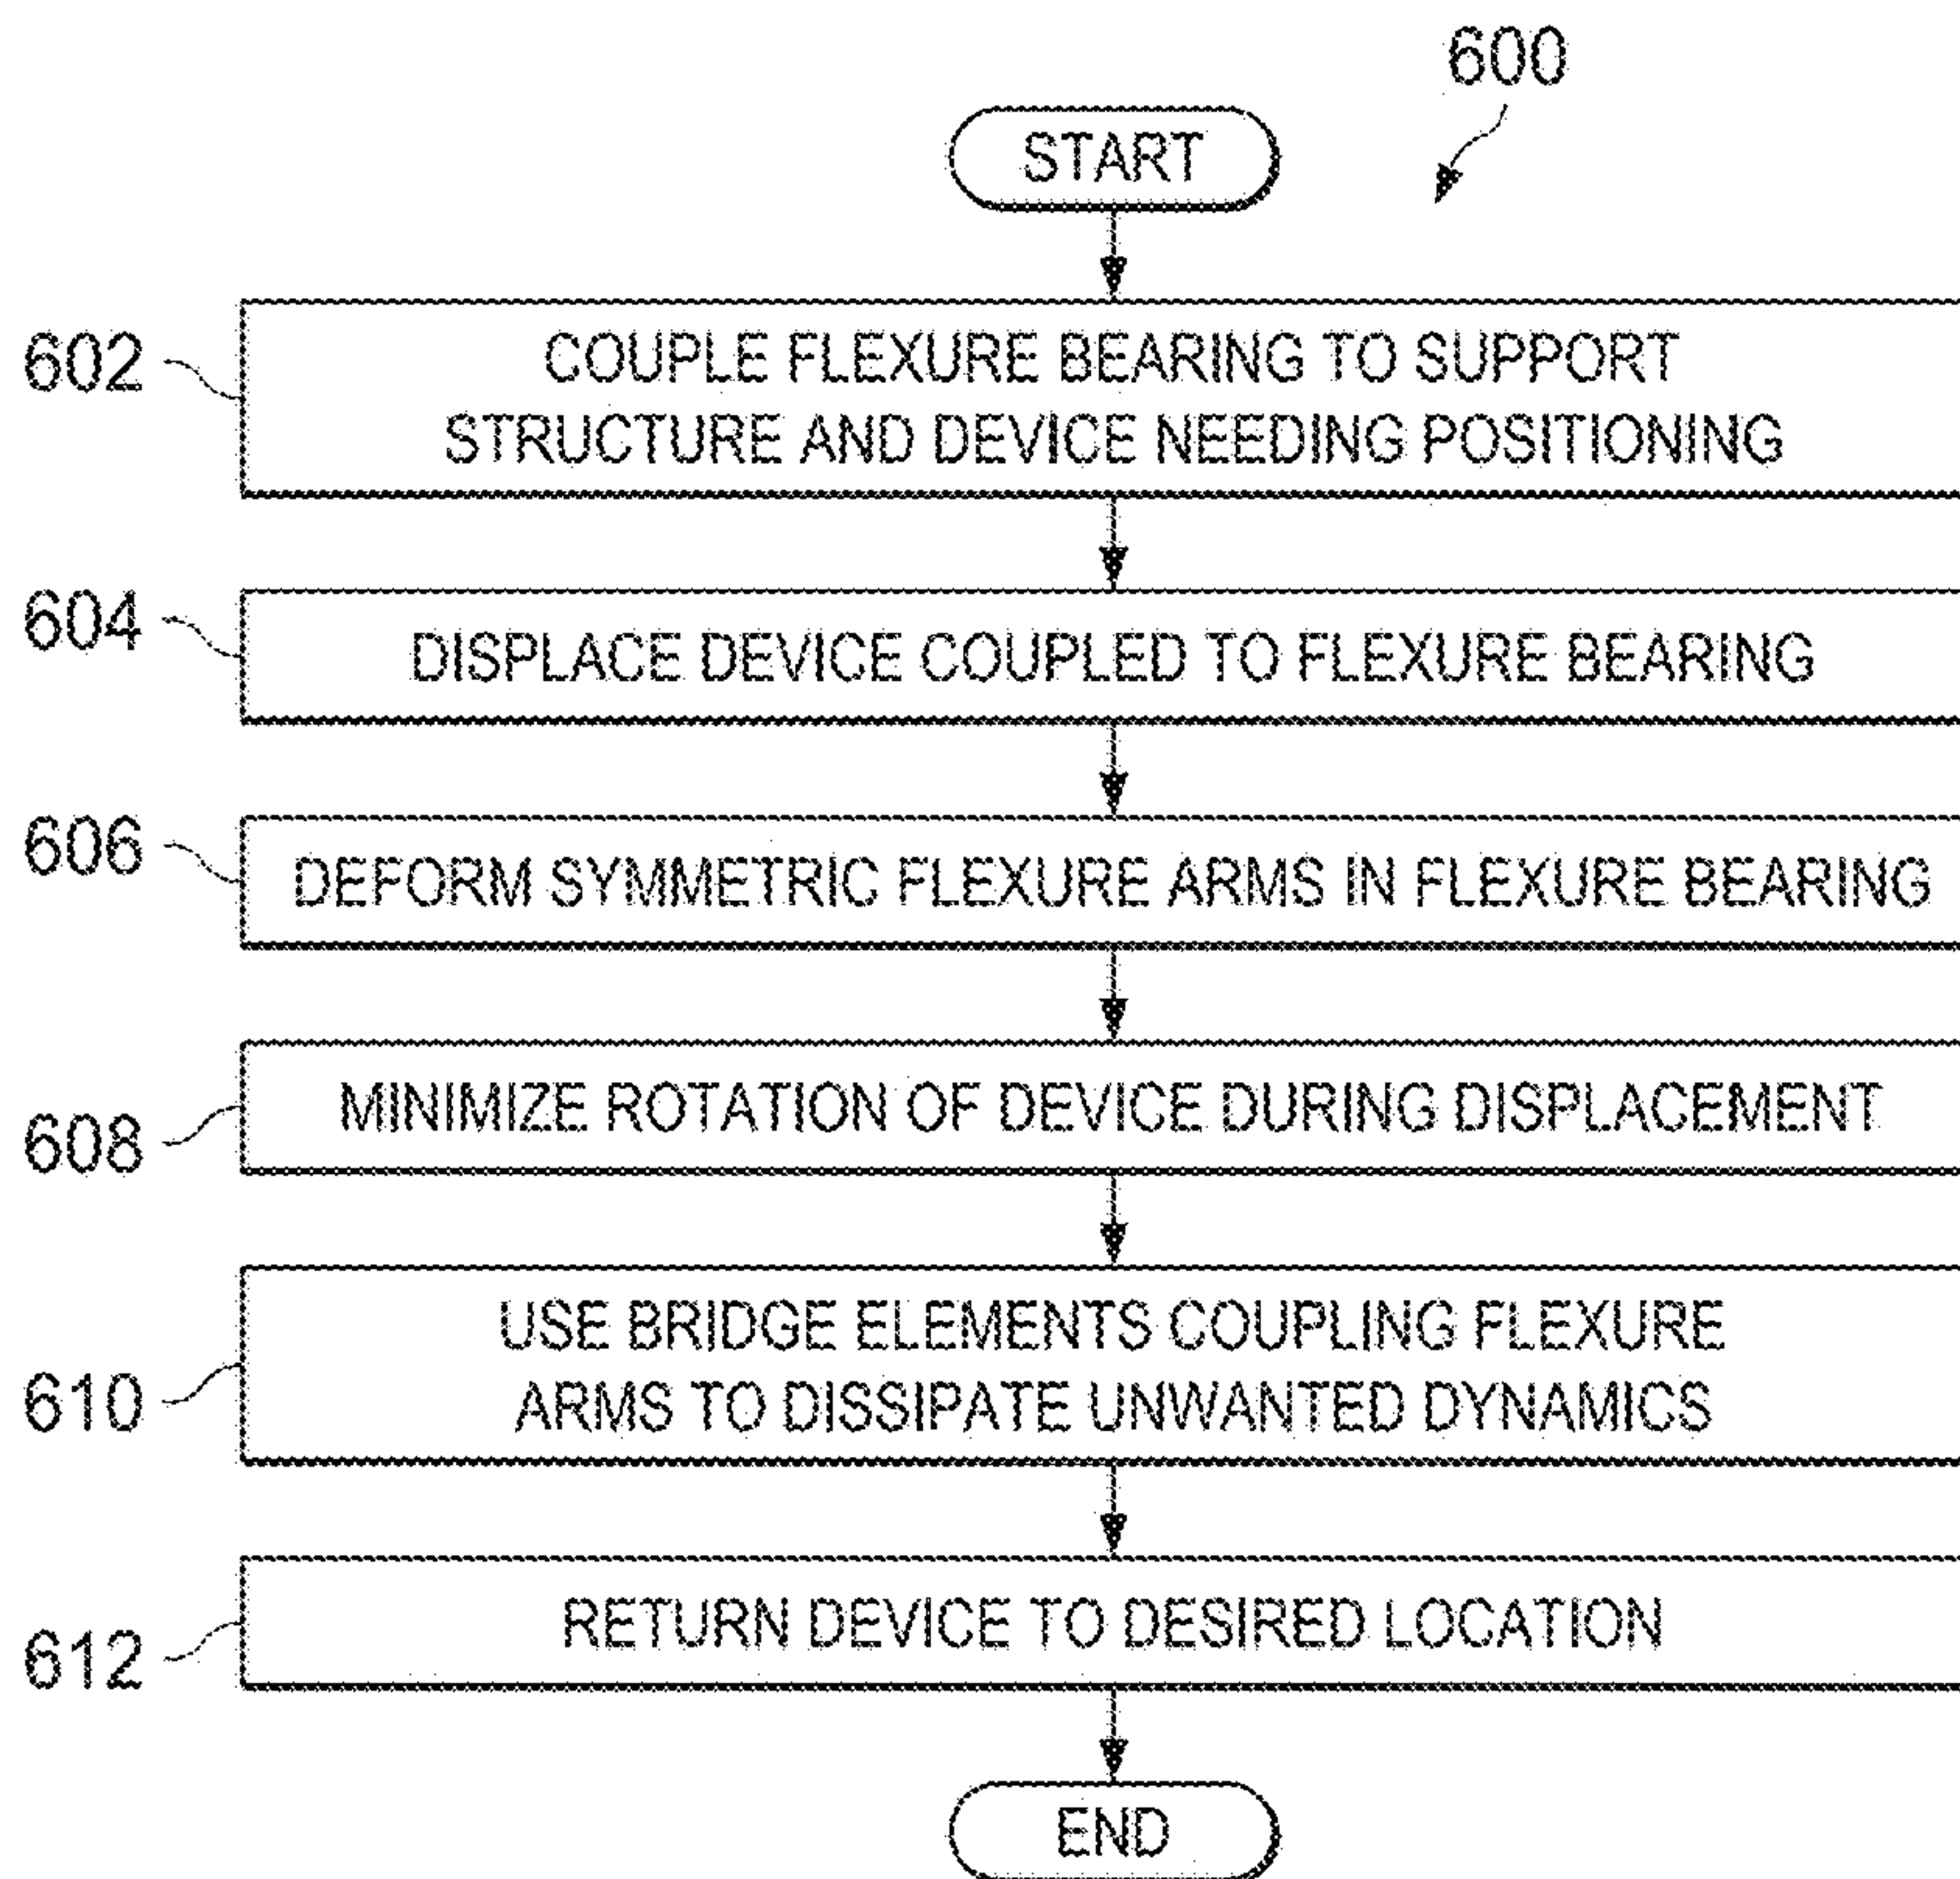 600
START
602
COUPLE FLEXURE BEARING TO SUPPORT
STRUCTURE AND DEVICE NEEDING POSITIONING
604
DISPLACE DEVICE COUPLED TO FLEXURE BEARING
606
DEFORM SYMMETRIC FLEXURE ARMS IN FLEXURE BEARING
608
MINIMIZE ROTATION OF DEVICE DURING DISPLACEMENT
610
USE BRIDGE ELEMENTS COUPLING FLEXURE
ARMS TO DISSIPATE UNWANTED DYNAMICS
612
RETURN DEVICE TO DESIRED LOCATION
END